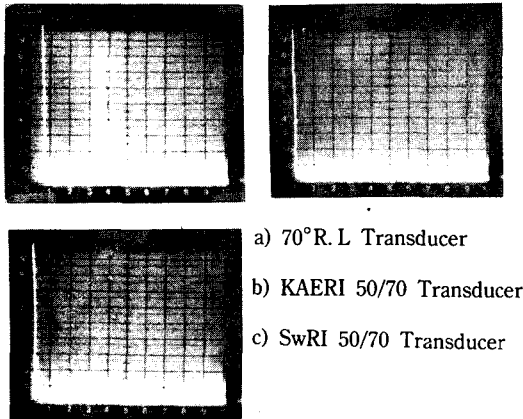 a) 70°R. L Transducer
b) KAERI 50/70 Transducer
c) SwRI 50/70 Transducer